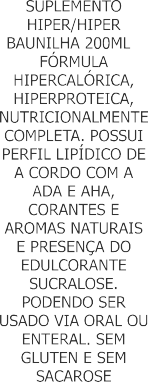 SUPLEMENTO
HIPER/HIPER
BAUNILHA 200ML
FÓRMULA
HIPERCALÓRICA,
HIPERPROTEICA,
NUTRICIONALMENTE
COMPLETA. POSSUI
PERFIL LIPÍDICO DE
A CORDO COM A
ADA E AHA,
CORANTES E
AROMAS NATURAIS
E PRESENÇA DO
EDULCORANTE
SUCRALOSE.
PODENDO SER
USADO VIA ORAL OU
ENTERAL. SEM
GLUTEN E SEM
SACAROSE